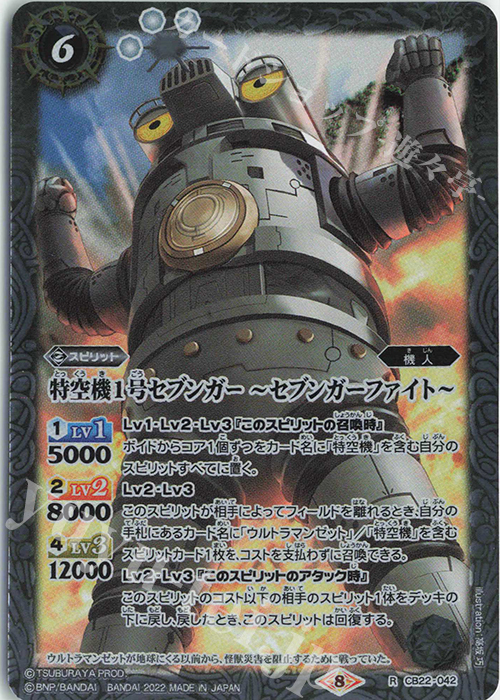 6
スピリット
機人
特空機1号セブンガー ~セブンガーファイト~
1 LV1
5000
Lv1・Lv2・Lv3『このスピリットの召喚時』
ボイドからコア1個ずつをカード名に「特空機」を含む自分の
スピリットすべてに置く。
2 LV2
8000
Lv2・Lv3
このスピリットが相手によってフィールドを離れるとき、自分の
手札にあるカード名に「ウルトラマンゼット」/「特空機」を含む
スピリットカード1枚を、コストを支払わずに召喚できる。
4 LV3
12000
Lv2・Lv3『このスピリットのアタック時』
このスピリットのコスト以下の相手のスピリット1体をデッキの
下に戻し、戻したとき、このスピリットは回復する。
ウルトラマンゼットが地球にくる以前から、怪獣災害を阻止するために戦っていた。
©TSUBURAYA PROD.
©BNP/BANDAI BANDAI 2022 MADE IN JAPAN
8
R CB22-042
Illustration